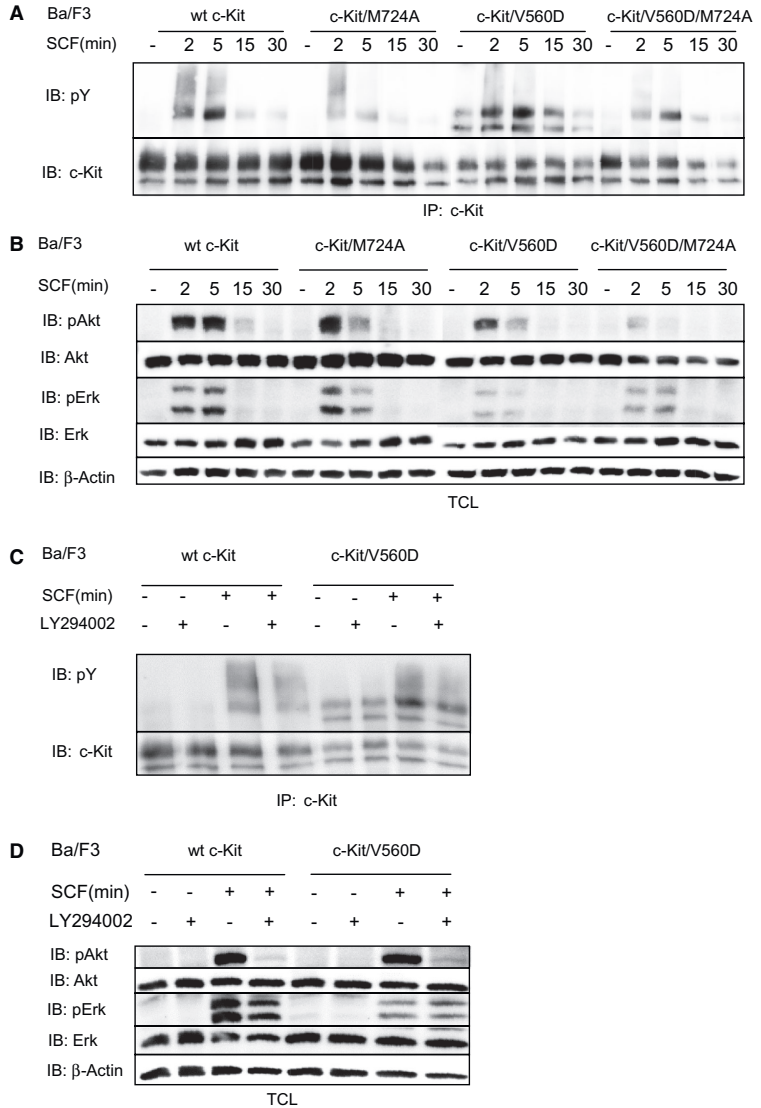 A Ba/F3 wt c-Kit c-Kit/M724A c-Kit/V560D c-Kit/V560D/M724A
SCF(min) - 2 5 15 30 - 2 5 15 30 - 2 5 15 30 - 2 5 15 30
IB: pY
IB: c-Kit
IP: c-Kit
B Ba/F3 wt c-Kit c-Kit/M724A c-Kit/V560D c-Kit/V560D/M724A
SCF(min) - 2 5 15 30 - 2 5 15 30 - 2 5 15 30 - 2 5 15 30
IB: pAkt
IB: Akt
IB: pErk
IB: Erk
IB: β-Actin
TCL
C Ba/F3 wt c-Kit c-Kit/V560D
SCF(min) - - + + - - + +
LY294002 - + - + - + - +
IB: pY
IB: c-Kit
IP: c-Kit
D Ba/F3 wt c-Kit c-Kit/V560D
SCF(min) - - + + - - + +
LY294002 - + - + - + - +
IB: pAkt
IB: Akt
IB: pErk
IB: Erk
IB: β-Actin
TCL